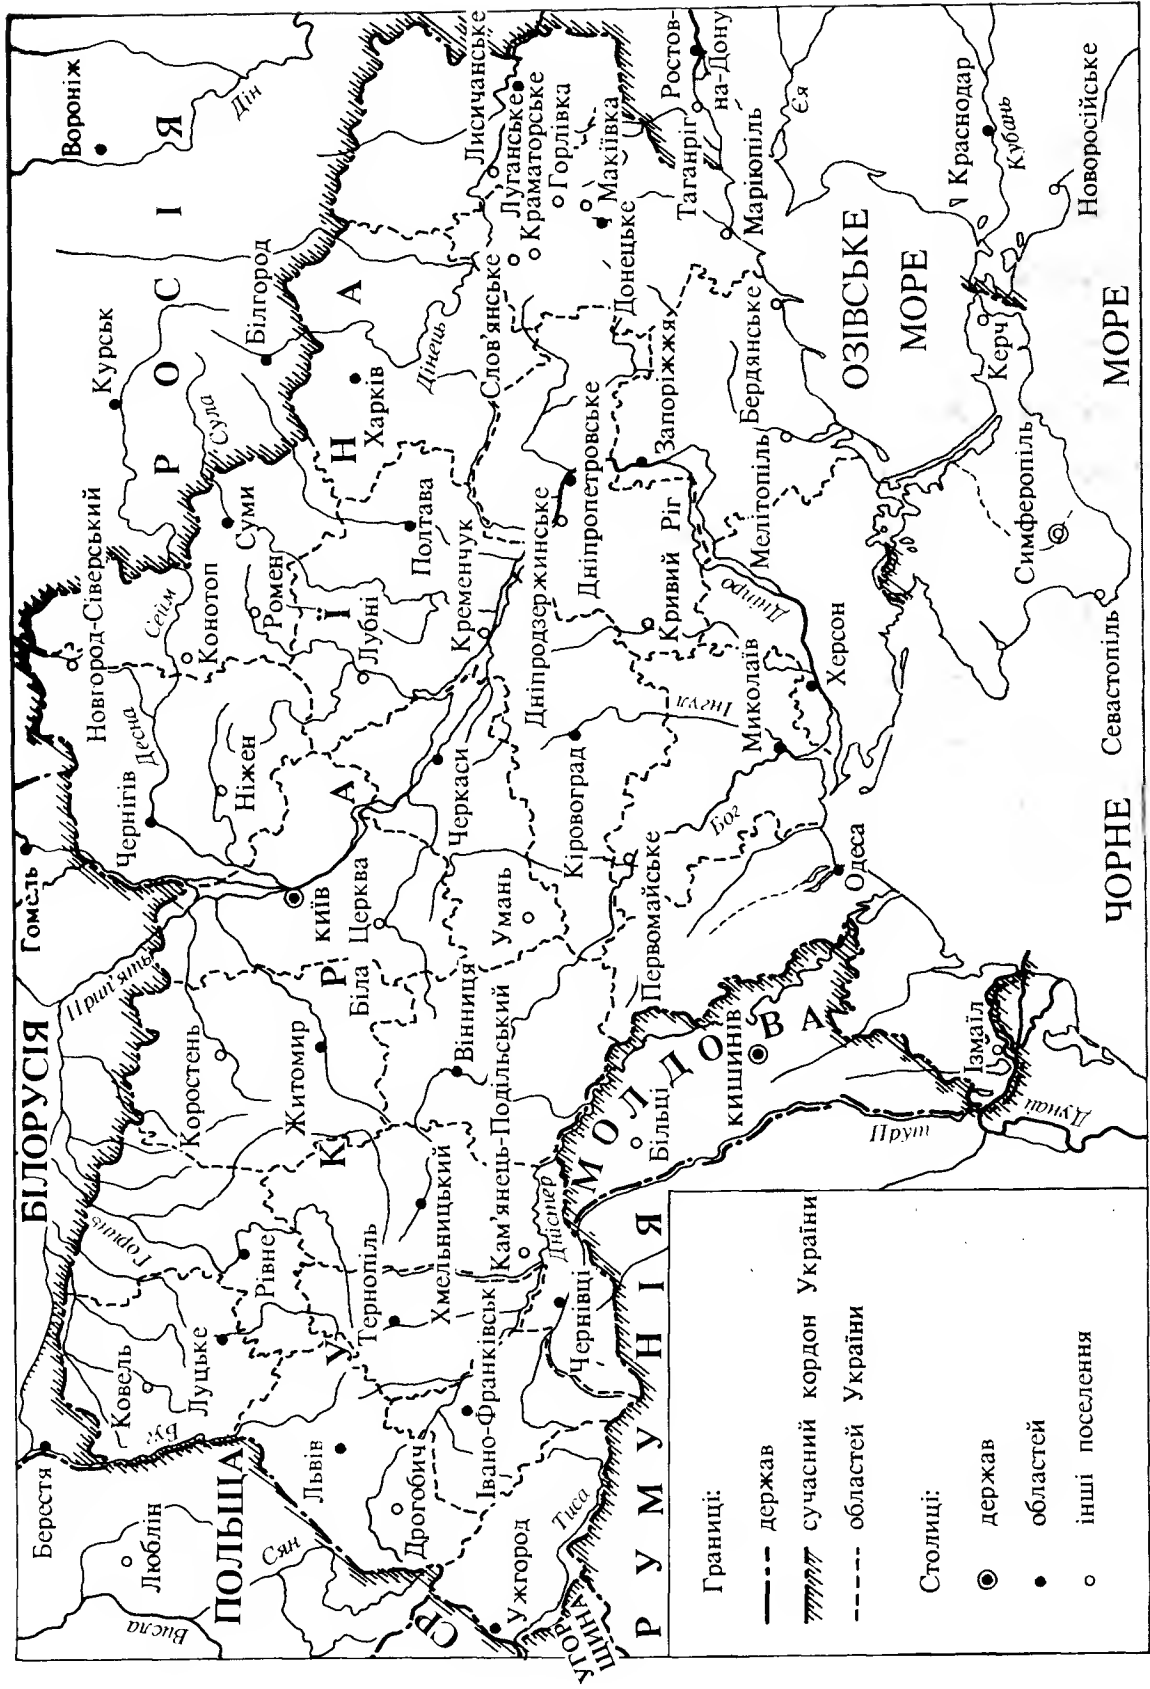 БІЛОРУСІЯ
РОСІЯ
ПОЛЬЩА
УКРАЇНА
МОЛДОВА
РУМУНІЯ
УГОР
ЩИНА
СР
ОЗІВСЬКЕ
МОРЕ
ЧОРНЕ МОРЕ
Берестя
Люблін
Висла
Сян
Буг
Ковель
Луцьке
Рівне
Горинь
Львів
Дрогобич
Ужгород
Тиса
Тернопіль
Івано-Франківськ
Чернівці
Хмельницький
Кам'янець-Подільський
Дністер
Коростень
Житомир
Вінниця
Прип'ять
Гомель
Чернігів
Десна
Новгород-Сіверський
Ніжен
Конотоп
Сейм
Ромен
Суми
Сула
Курськ
Білгород
Вороніж
Дін
КИЇВ
Біла Церква
Умань
Черкаси
Лубні
Полтава
Кременчук
Харків
Дінець
Слов'янське
Лисичанське
Луганське
Краматорське
Горлівка
Макіївка
Донецьке
Ростов-
на-Дону
Таганріг
Маріюпіль
Єя
Бердянське
Мелітопіль
Запоріжжя
Дніпропетровське
Дніпродзержинське
Кривий Ріг
Кіровоград
Первомайське
Бог
Інгул
Миколаїв
Дніпро
Херсон
Одеса
Більці
КИШИНІВ
Прут
Ізмаїл
Дунай
Краснодар
Кубань
Новоросійське
Керч
Симферопіль
Севастопіль
Границі:
держав
сучасний кордон України
областей України
Столиці:
держав
областей
інші поселення